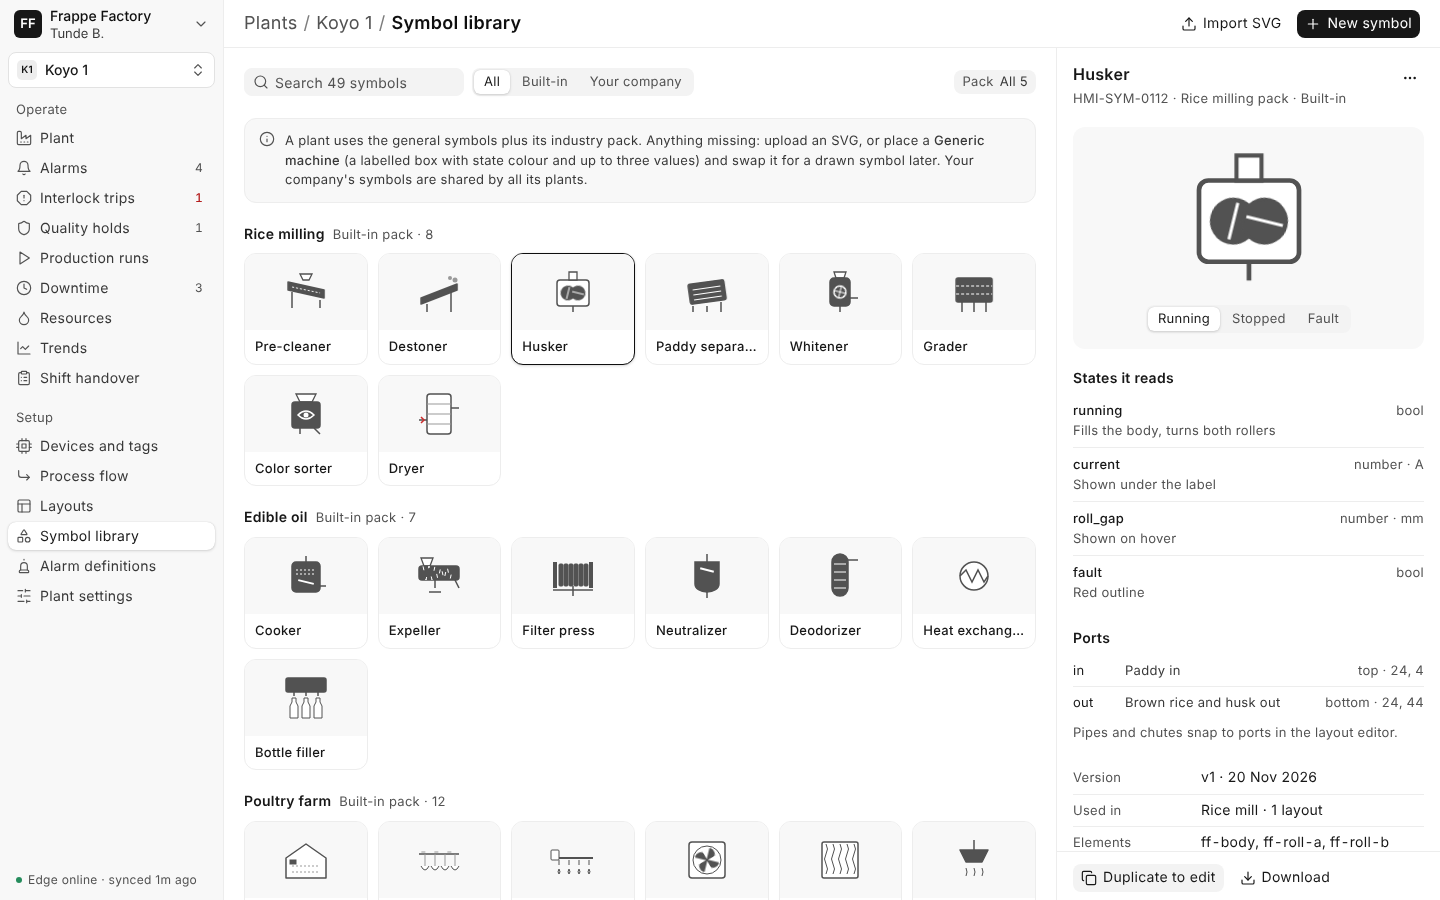 FF
Frappe Factory
Tunde B.
K1
Koyo 1
Operate
Plant
Alarms 4
Interlock trips 1
Quality holds 1
Production runs
Downtime 3
Resources
Trends
Shift handover
Setup
Devices and tags
Process flow
Layouts
Symbol library
Alarm definitions
Plant settings
Edge online · synced 1m ago
Plants / Koyo 1 / Symbol library
Import SVG
New symbol
Search 49 symbols
All Built-in Your company
Pack All 5
A plant uses the general symbols plus its industry pack. Anything missing: upload an SVG, or place a Generic
machine (a labelled box with state colour and up to three values) and swap it for a drawn symbol later. Your
company's symbols are shared by all its plants.
Rice milling Built-in pack · 8
Pre-cleaner
Destoner
Husker
Paddy separa...
Whitener
Grader
Color sorter
Dryer
Edible oil Built-in pack · 7
Cooker
Expeller
Filter press
Neutralizer
Deodorizer
Heat exchang...
Bottle filler
Poultry farm Built-in pack · 12
Husker
HMI-SYM-0112 · Rice milling pack · Built-in
Running Stopped Fault
States it reads
running bool
Fills the body, turns both rollers
current number · A
Shown under the label
roll_gap number · mm
Shown on hover
fault bool
Red outline
Ports
in Paddy in top · 24, 4
out Brown rice and husk out bottom · 24, 44
Pipes and chutes snap to ports in the layout editor.
Version v1 · 20 Nov 2026
Used in Rice mill · 1 layout
Elements ff-body, ff-roll-a, ff-roll-b
Duplicate to edit
Download